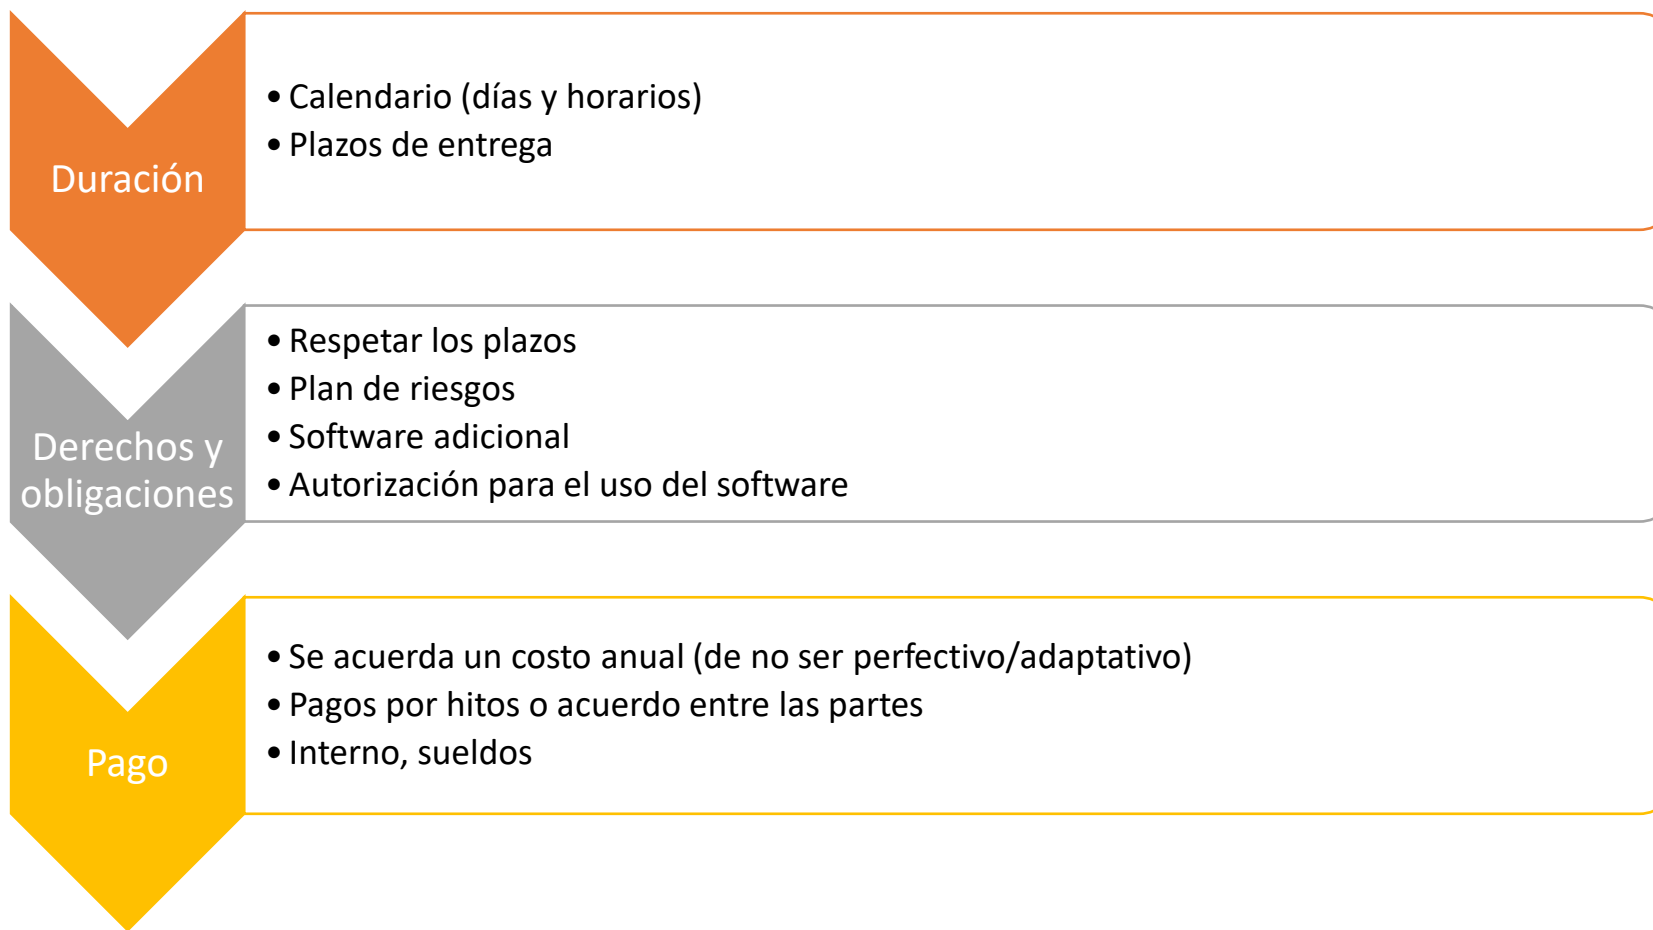 Duración
• Calendario (días y horarios)
• Plazos de entrega
Derechos y
obligaciones
• Respetar los plazos
• Plan de riesgos
• Software adicional
• Autorización para el uso del software
Pago
• Se acuerda un costo anual (de no ser perfectivo/adaptativo)
• Pagos por hitos o acuerdo entre las partes
• Interno, sueldos